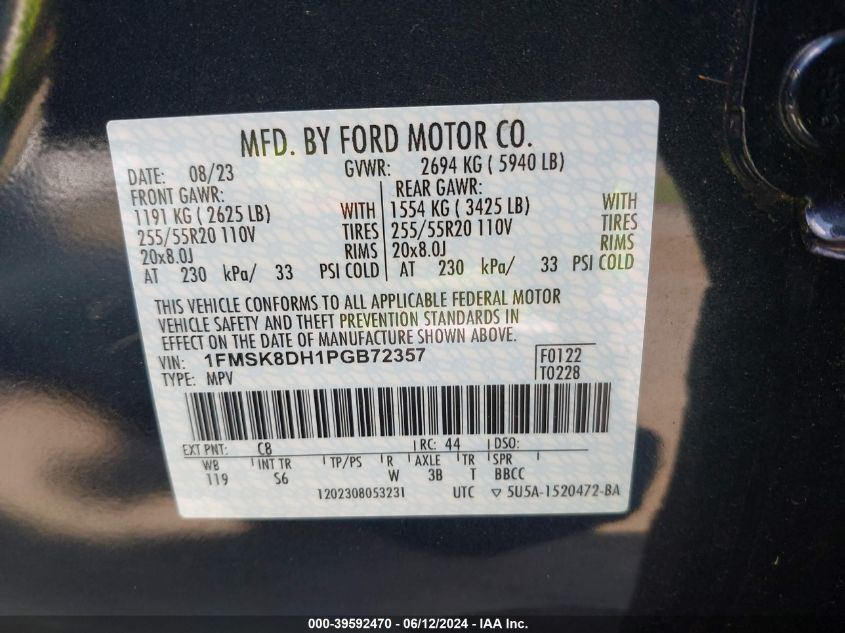 MFD. BY FORD MOTOR CO.
DATE: 08/23 GVWR: 2694 KG ( 5940 LB)
FRONT GAWR: REAR GAWR:
1191 KG ( 2625 LB) WITH 1554 KG ( 3425 LB) WITH
255/55R20 110V TIRES 255/55R20 110V TIRES
20x8.0J RIMS 20x8.0J RIMS
AT 230 kPa/ 33 PSI COLD AT 230 kPa/ 33 PSI COLD
THIS VEHICLE CONFORMS TO ALL APPLICABLE FEDERAL MOTOR
VEHICLE SAFETY AND THEFT PREVENTION STANDARDS IN
EFFECT ON THE DATE OF MANUFACTURE SHOWN ABOVE.
VIN: 1FMSK8DH1PGB72357 F0122
TYPE: MPV T0228
EXT PNT: C8 RC: 44 DSO:
WB INT TR TP/PS R AXLE TR SPR
119 S6 W 3B T BBCC
1202308053231 UTC ▽ 5U5A-1520472-BA
000-39592470 - 06/12/2024 - IAA Inc.